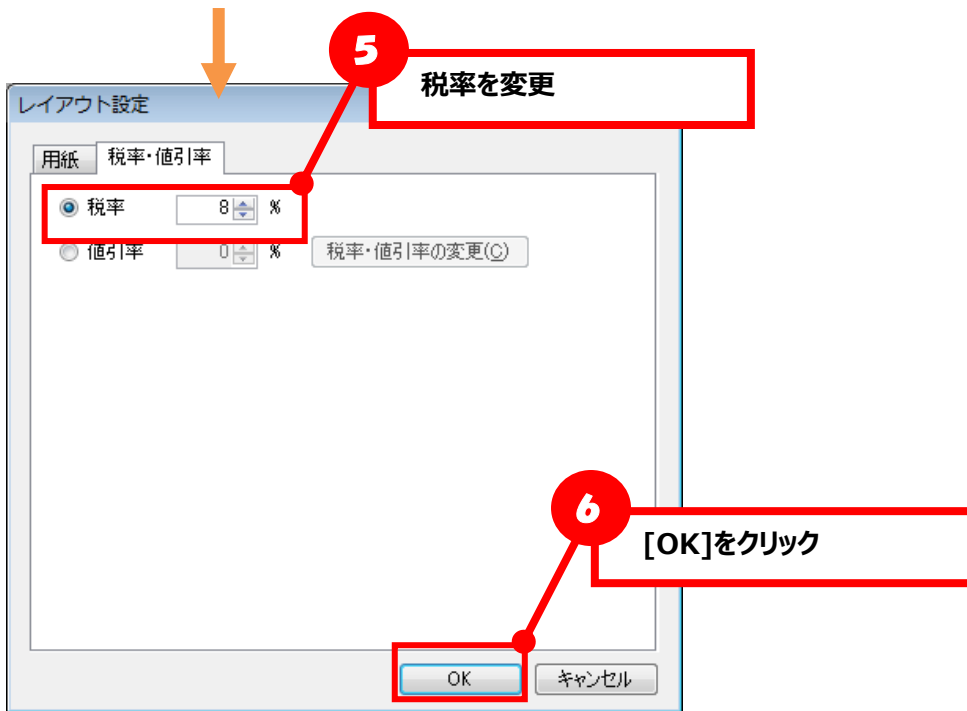 5
税率を変更
レイアウト設定
用紙 税率・値引率
税率 8 %
値引率 0 % 税率・値引率の変更(C)
6
[OK]をクリック
OK キャンセル